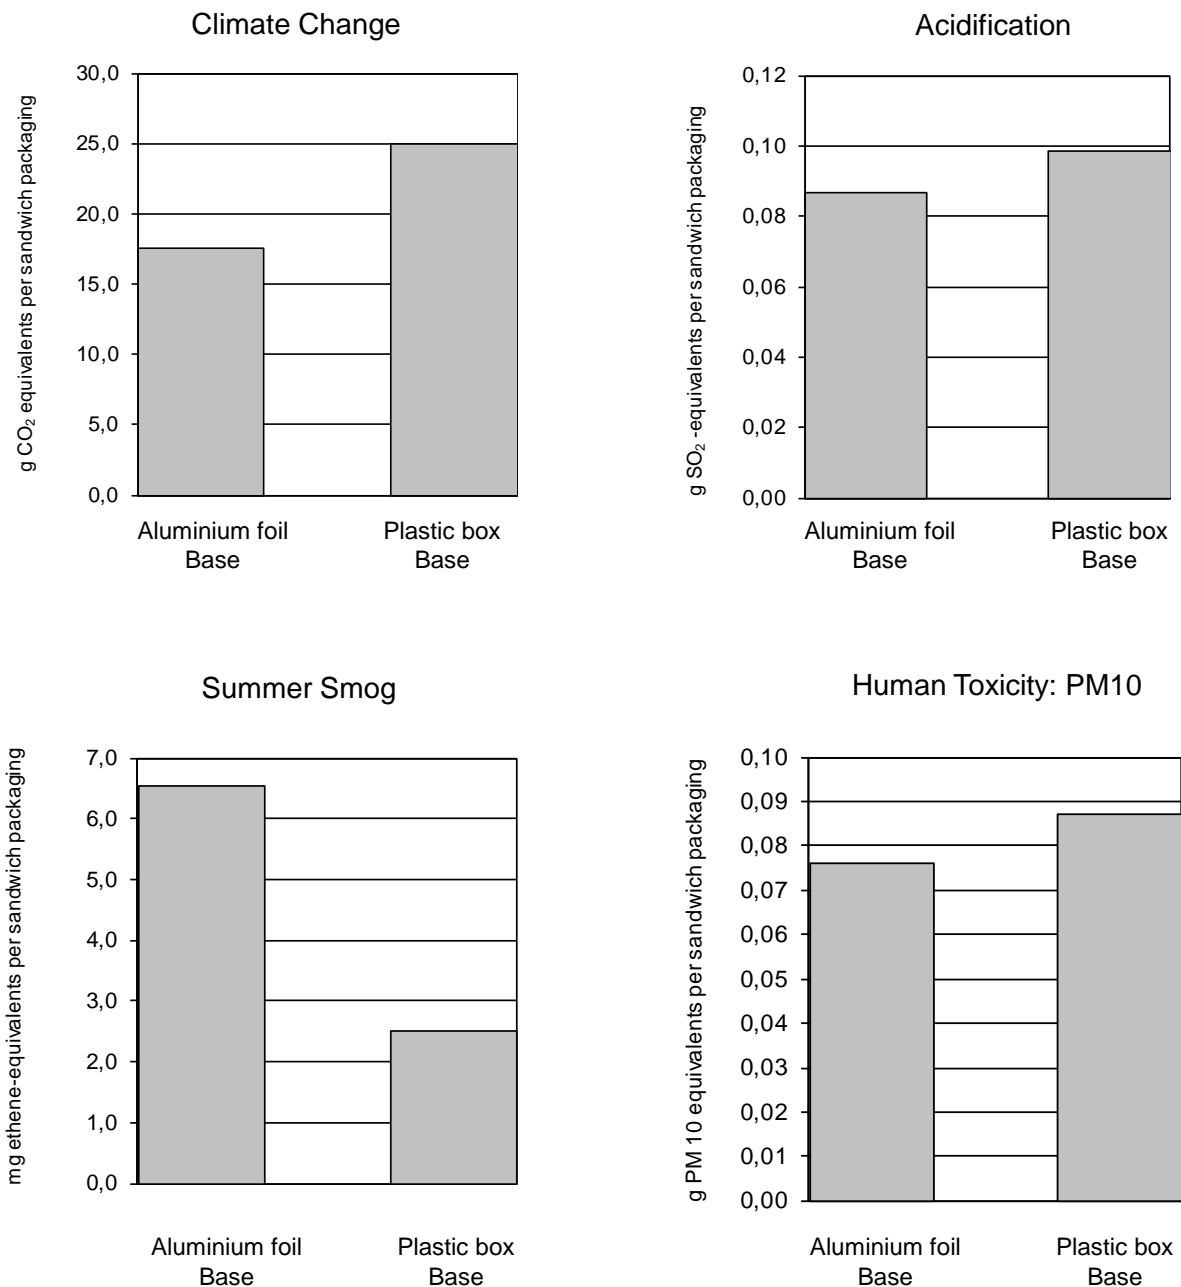 Climate Change
g CO₂ equivalents per sandwich packaging
30,0
25,0
20,0
15,0
10,0
5,0
0,0
Aluminium foil
Base
Plastic box
Base
Acidification
g SO₂ -equivalents per sandwich packaging
0,12
0,10
0,08
0,06
0,04
0,02
0,00
Aluminium foil
Base
Plastic box
Base
Summer Smog
mg ethene-equivalents per sandwich packaging
7,0
6,0
5,0
4,0
3,0
2,0
1,0
0,0
Aluminium foil
Base
Plastic box
Base
Human Toxicity: PM10
g PM 10 equivalents per sandwich packaging
0,10
0,09
0,08
0,07
0,06
0,05
0,04
0,03
0,02
0,01
0,00
Aluminium foil
Base
Plastic box
Base